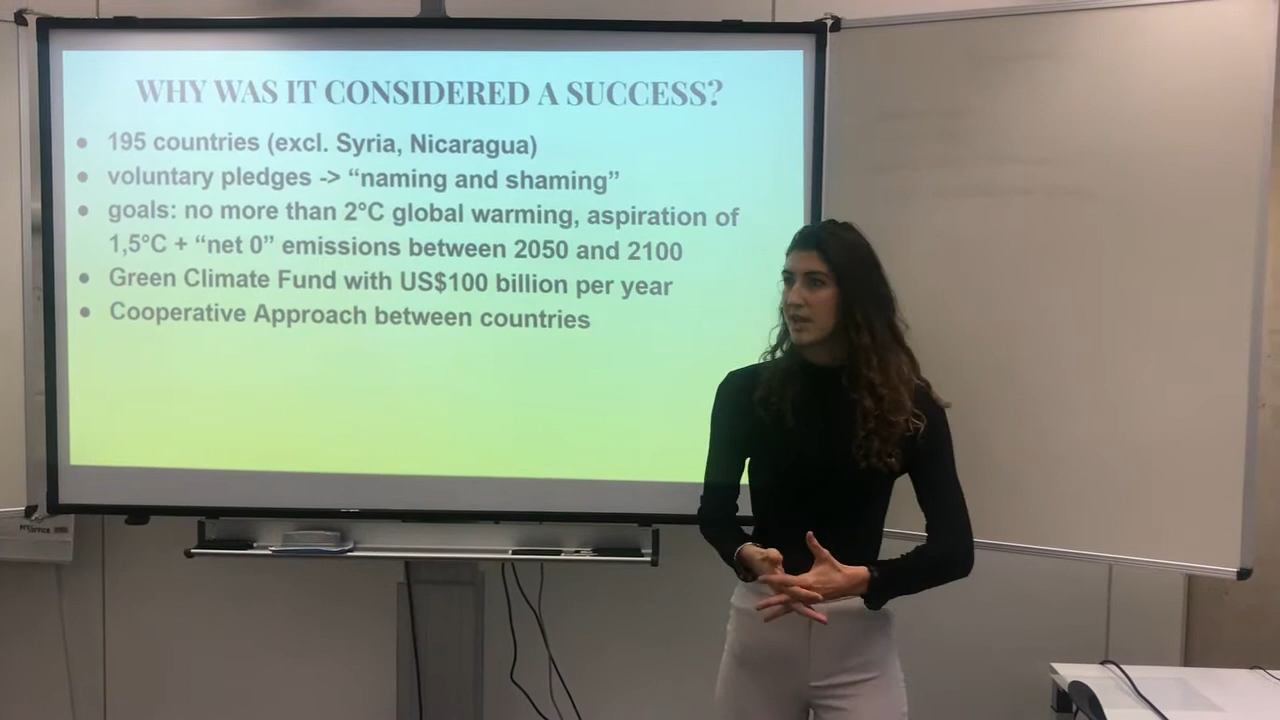 WHY WAS IT CONSIDERED A SUCCESS?
● 195 countries (excl. Syria, Nicaragua)
● voluntary pledges -> “naming and shaming”
● goals: no more than 2°C global warming, aspiration of
1,5°C + “net 0” emissions between 2050 and 2100
● Green Climate Fund with US$100 billion per year
● Cooperative Approach between countries